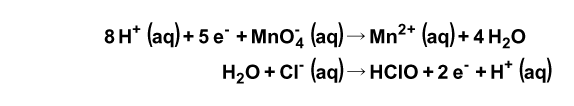 8 H⁺ (aq) + 5 e⁻ + MnO₄⁻ (aq) → Mn²⁺ (aq) + 4 H₂O
H₂O + Cl⁻ (aq) → HClO + 2 e⁻ + H⁺ (aq)